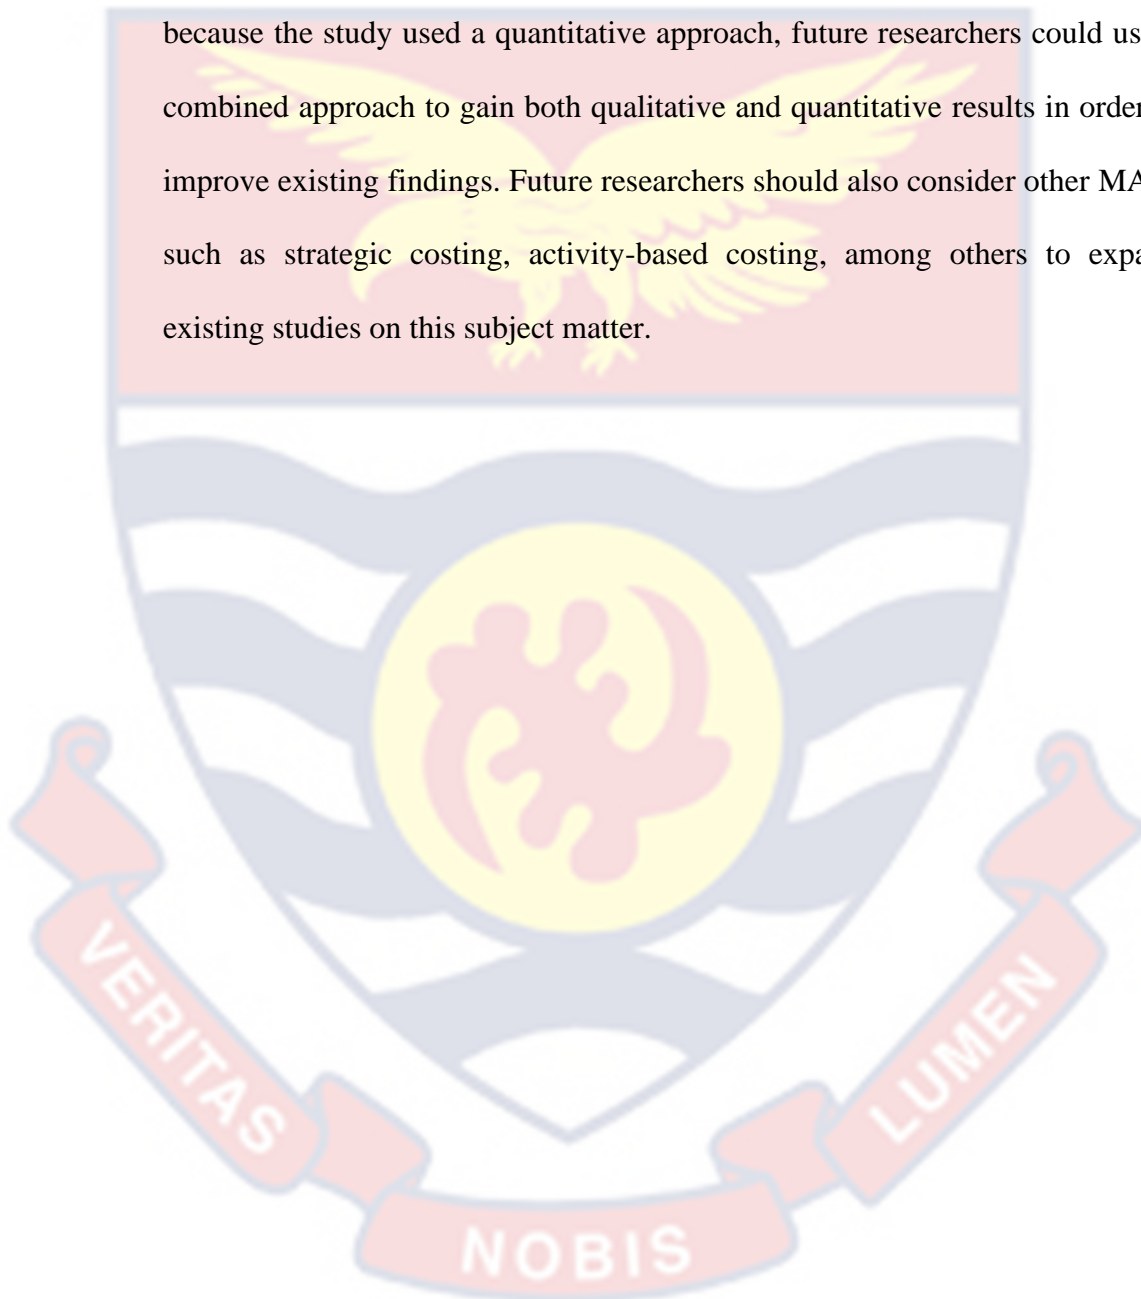 because the study used a quantitative approach, future researchers could us
combined approach to gain both qualitative and quantitative results in order
improve existing findings. Future researchers should also consider other MA
such as strategic costing, activity-based costing, among others to expa
existing studies on this subject matter.
VERITAS
NOBIS
LUMEN